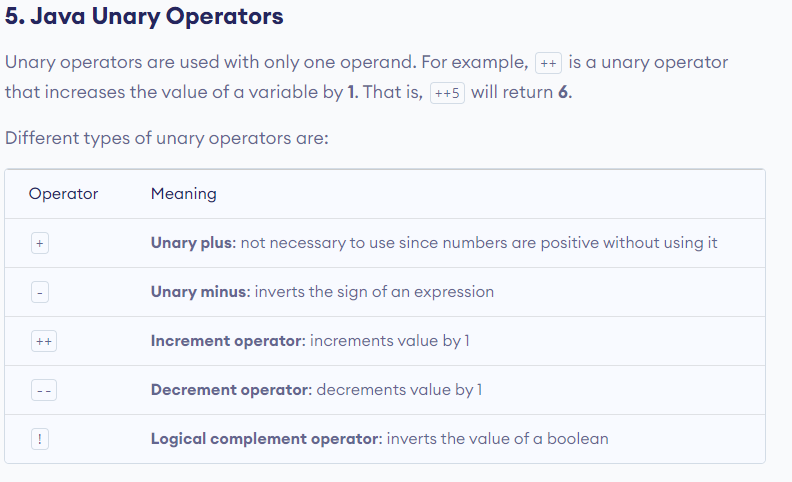 5. Java Unary Operators
Unary operators are used with only one operand. For example, ++ is a unary operator
that increases the value of a variable by 1. That is, ++5 will return 6.
Different types of unary operators are:
Operator Meaning
+ Unary plus: not necessary to use since numbers are positive without using it
- Unary minus: inverts the sign of an expression
++ Increment operator: increments value by 1
-- Decrement operator: decrements value by 1
! Logical complement operator: inverts the value of a boolean